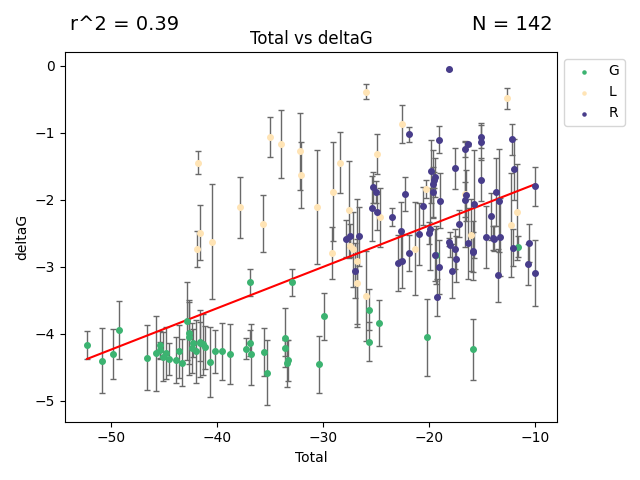 r^2 = 0.39
N = 142
Total vs deltaG
G
L
R
0
−1
−2
−3
−4
−5
deltaG
−50
−40
−30
−20
−10
Total